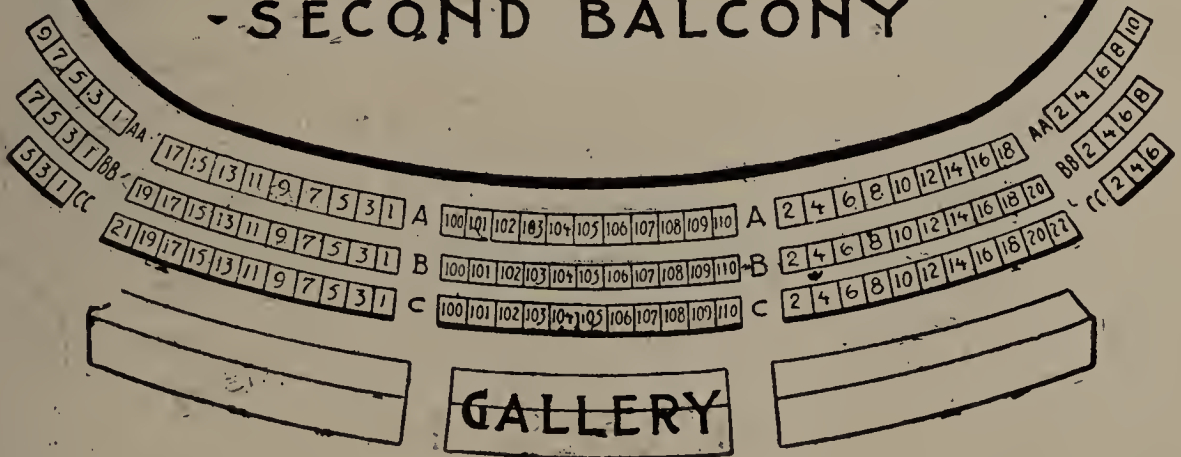 -SECOND BALCONY
9 7 5 3 1 AA 17 15 13 11 9 7 5 3 1 A 100 101 102 103 104 105 106 107 108 109 110 A 2 4 6 8 10 12 14 16 18 AA 2 4 6 8 10
7 5 3 1 BB 19 17 15 13 11 9 7 5 3 1 B 100 101 102 103 104 105 106 107 108 109 110 B 2 4 6 8 10 12 14 16 18 20 BB 2 4 6 8
5 3 1 CC 21 19 17 15 13 11 9 7 5 3 1 C 100 101 102 103 104 105 106 107 108 109 110 C 2 4 6 8 10 12 14 16 18 20 22 CC 2 4 6
GALLERY